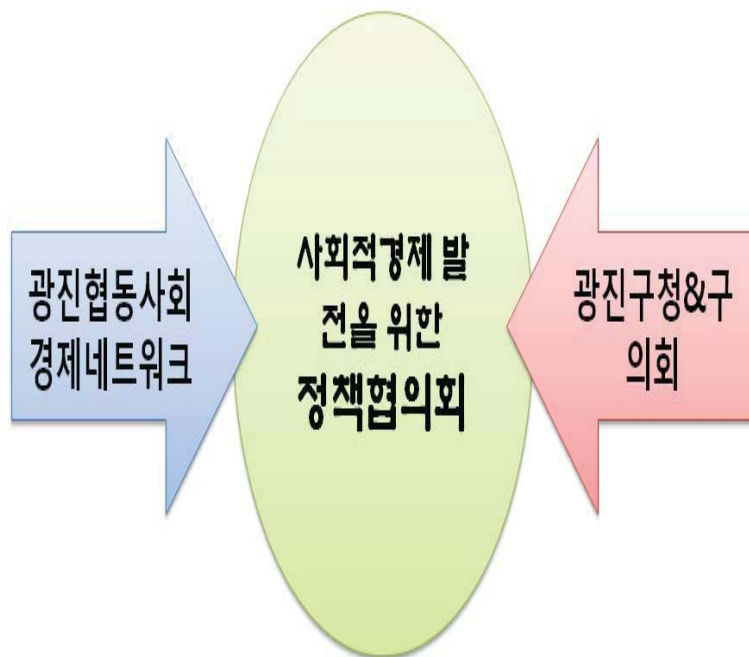 광진협동사회
경제네트워크
사회적경제 발
전을 위한
정책협의회
광진구청&구
의회